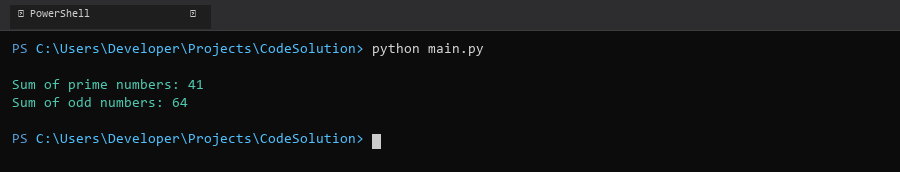 PowerShell
PS C:\Users\Developer\Projects\CodeSolution> python main.py
Sum of prime numbers: 41
Sum of odd numbers: 64
PS C:\Users\Developer\Projects\CodeSolution>